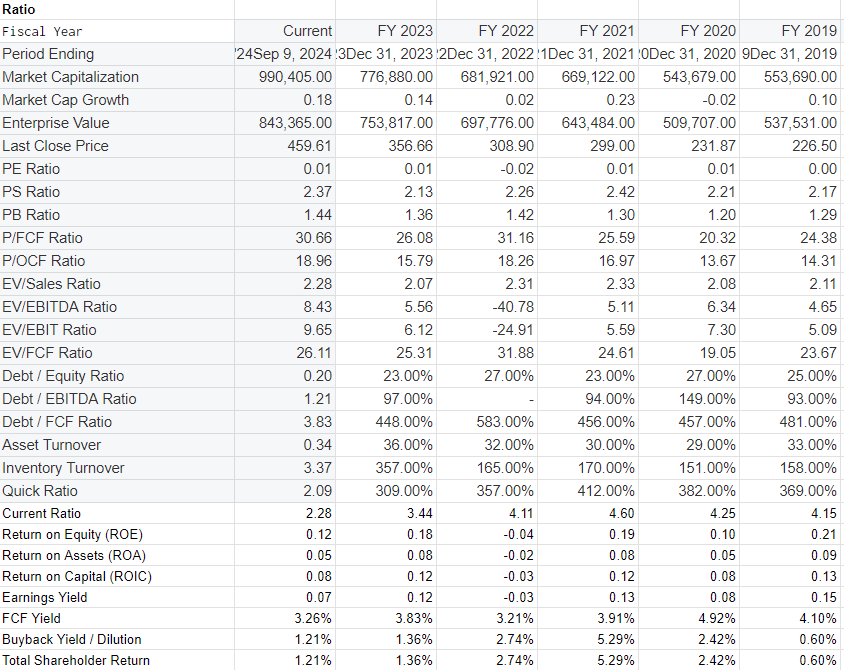 Ratio
Fiscal Year Current FY 2023 FY 2022 FY 2021 FY 2020 FY 2019
Period Ending '24Sep 9, 2024 3Dec 31, 2023 2Dec 31, 2022 1Dec 31, 2021 0Dec 31, 2020 9Dec 31, 2019
Market Capitalization 990,405.00 776,880.00 681,921.00 669,122.00 543,679.00 553,690.00
Market Cap Growth 0.18 0.14 0.02 0.23 -0.02 0.10
Enterprise Value 843,365.00 753,817.00 697,776.00 643,484.00 509,707.00 537,531.00
Last Close Price 459.61 356.66 308.90 299.00 231.87 226.50
PE Ratio 0.01 0.01 -0.02 0.01 0.01 0.00
PS Ratio 2.37 2.13 2.26 2.42 2.21 2.17
PB Ratio 1.44 1.36 1.42 1.30 1.20 1.29
P/FCF Ratio 30.66 26.08 31.16 25.59 20.32 24.38
P/OCF Ratio 18.96 15.79 18.26 16.97 13.67 14.31
EV/Sales Ratio 2.28 2.07 2.31 2.33 2.08 2.11
EV/EBITDA Ratio 8.43 5.56 -40.78 5.11 6.34 4.65
EV/EBIT Ratio 9.65 6.12 -24.91 5.59 7.30 5.09
EV/FCF Ratio 26.11 25.31 31.88 24.61 19.05 23.67
Debt / Equity Ratio 0.20 23.00% 27.00% 23.00% 27.00% 25.00%
Debt / EBITDA Ratio 1.21 97.00% - 94.00% 149.00% 93.00%
Debt / FCF Ratio 3.83 448.00% 583.00% 456.00% 457.00% 481.00%
Asset Turnover 0.34 36.00% 32.00% 30.00% 29.00% 33.00%
Inventory Turnover 3.37 357.00% 165.00% 170.00% 151.00% 158.00%
Quick Ratio 2.09 309.00% 357.00% 412.00% 382.00% 369.00%
Current Ratio 2.28 3.44 4.11 4.60 4.25 4.15
Return on Equity (ROE) 0.12 0.18 -0.04 0.19 0.10 0.21
Return on Assets (ROA) 0.05 0.08 -0.02 0.08 0.05 0.09
Return on Capital (ROIC) 0.08 0.12 -0.03 0.12 0.08 0.13
Earnings Yield 0.07 0.12 -0.03 0.13 0.08 0.15
FCF Yield 3.26% 3.83% 3.21% 3.91% 4.92% 4.10%
Buyback Yield / Dilution 1.21% 1.36% 2.74% 5.29% 2.42% 0.60%
Total Shareholder Return 1.21% 1.36% 2.74% 5.29% 2.42% 0.60%